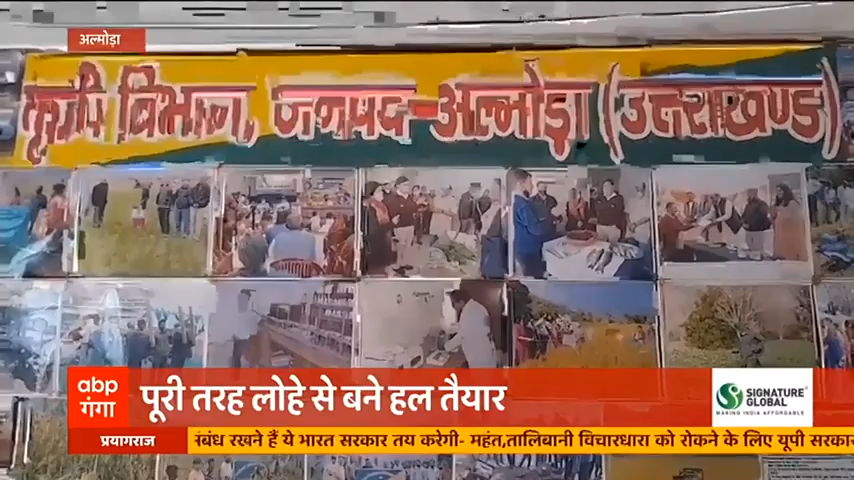 अल्मोड़ा
कृषि विभाग, जनपद-अल्मोड़ा (उत्तराखण्ड)
abp
गंगा
पूरी तरह लोहे से बने हल तैयार
SIGNATURE
GLOBAL
MAKING INDIA AFFORDABLE
प्रयागराज
रखने हैं ये भारत सरकार तय करेगी- महंत,तालिबानी विचारधारा को रोकने के लिए यूपी सरकार